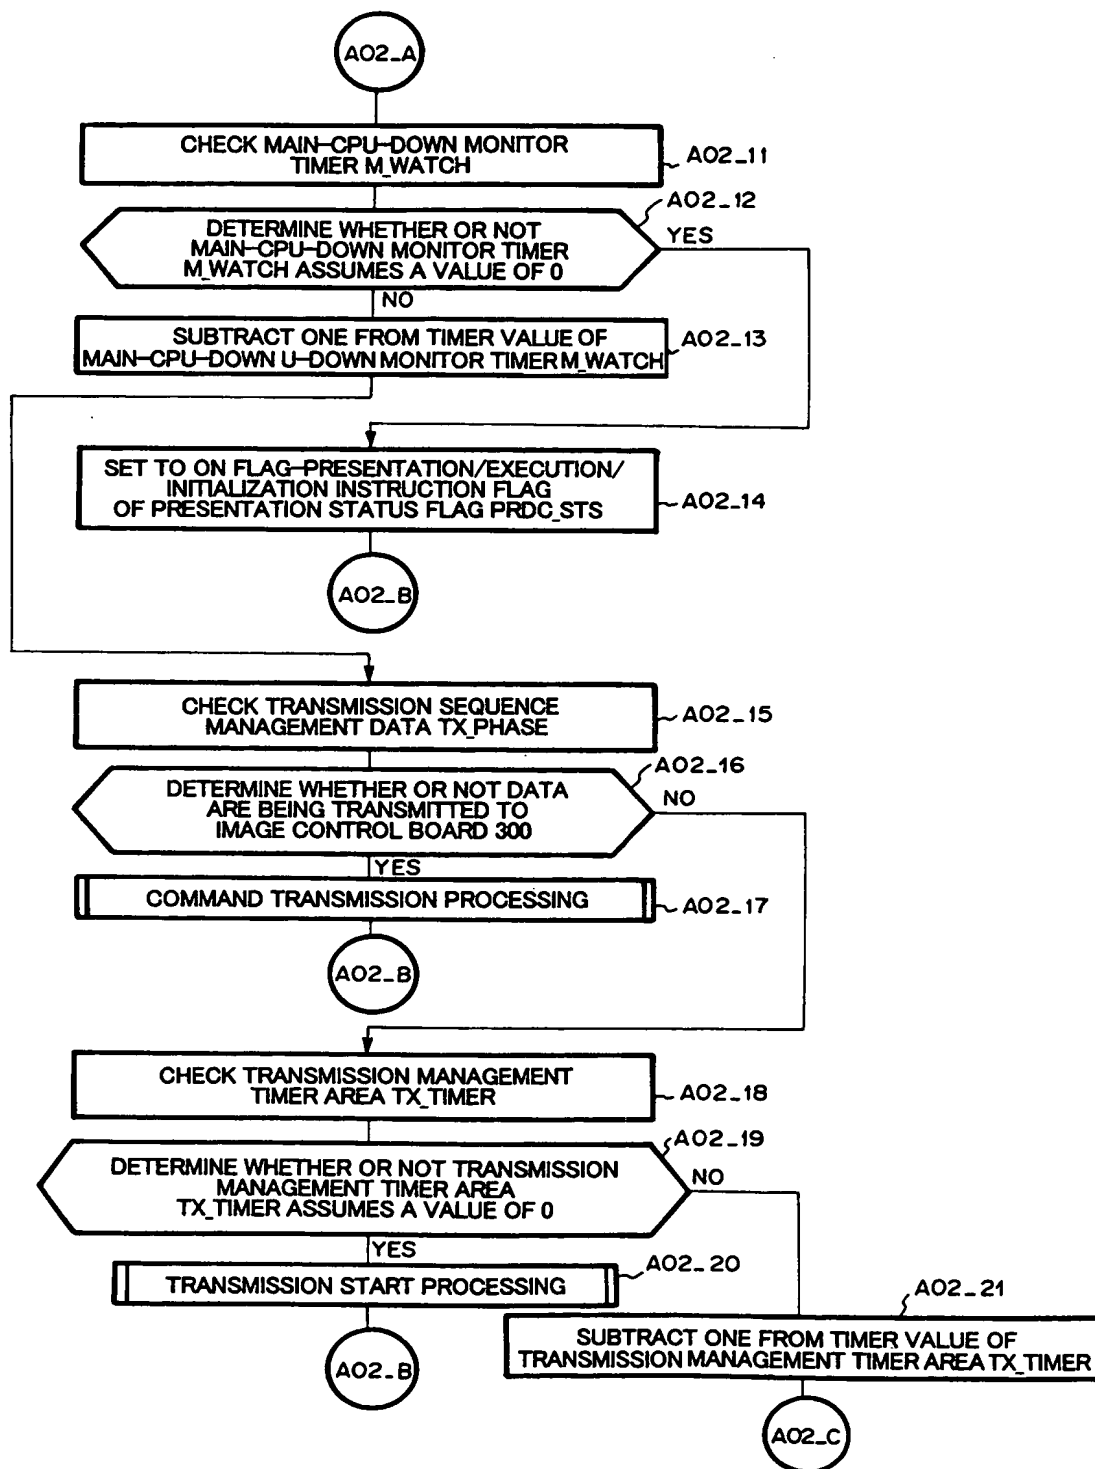 A02_A
CHECK MAIN-CPU-DOWN MONITOR
TIMER M_WATCH
A02_11
A02_12
DETERMINE WHETHER OR NOT
MAIN-CPU-DOWN MONITOR TIMER
M_WATCH ASSUMES A VALUE OF 0
YES
NO
SUBTRACT ONE FROM TIMER VALUE OF
MAIN-CPU-DOWN U-DOWN MONITOR TIMER M_WATCH
A02_13
SET TO ON FLAG-PRESENTATION/EXECUTION/
INITIALIZATION INSTRUCTION FLAG
OF PRESENTATION STATUS FLAG PRDC_STS
A02_14
A02_B
CHECK TRANSMISSION SEQUENCE
MANAGEMENT DATA TX_PHASE
A02_15
A02_16
DETERMINE WHETHER OR NOT DATA
ARE BEING TRANSMITTED TO
IMAGE CONTROL BOARD 300
NO
YES
COMMAND TRANSMISSION PROCESSING
A02_17
A02_B
CHECK TRANSMISSION MANAGEMENT
TIMER AREA TX_TIMER
A02_18
A02_19
DETERMINE WHETHER OR NOT TRANSMISSION
MANAGEMENT TIMER AREA
TX_TIMER ASSUMES A VALUE OF 0
NO
YES
TRANSMISSION START PROCESSING
A02_20
A02_21
SUBTRACT ONE FROM TIMER VALUE OF
TRANSMISSION MANAGEMENT TIMER AREA TX_TIMER
A02_B
A02_C